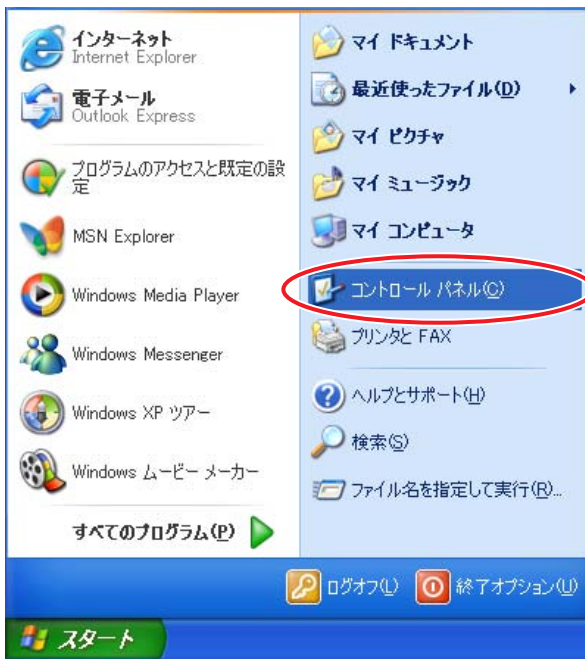 インターネット
Internet Explorer
電子メール
Outlook Express
プログラムのアクセスと既定の設
定
MSN Explorer
Windows Media Player
Windows Messenger
Windows XP ツアー
Windows ムービー メーカー
すべてのプログラム(P)
マイ ドキュメント
最近使ったファイル(D)
マイ ピクチャ
マイ ミュージック
マイ コンピュータ
コントロール パネル(C)
プリンタと FAX
ヘルプとサポート(H)
検索(S)
ファイル名を指定して実行(R)...
ログオフ(L)
終了オプション(U)
スタート